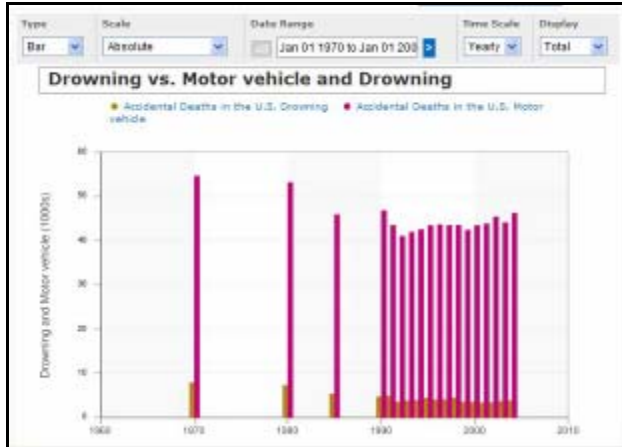 Type Scale Date Range Time Scale Display
Bar Absolute Jan 01 1970 to Jan 01 200 > Yearly Total
Drowning vs. Motor vehicle and Drowning
Accidental Deaths in the U.S. Drowning Accidental Deaths in the U.S. Motor
vehicle
Drowning and Motor vehicle (1000s)
60
50
40
30
20
10
0
1960 1970 1980 1990 2000 2010